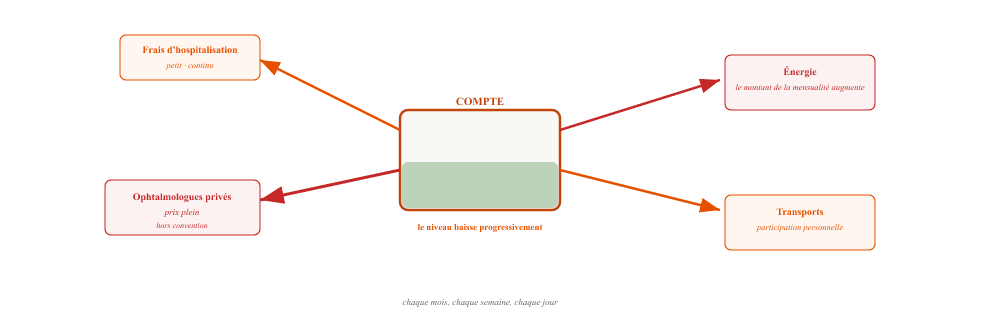 Frais d'hospitalisation
petit - continu
Énergie
le montant de la mensualité augmente
COMPTE
Ophtalmologues privés
prix plein
hors convention
Transports
participation personnelle
le niveau baisse progressivement
chaque mois, chaque semaine, chaque jour